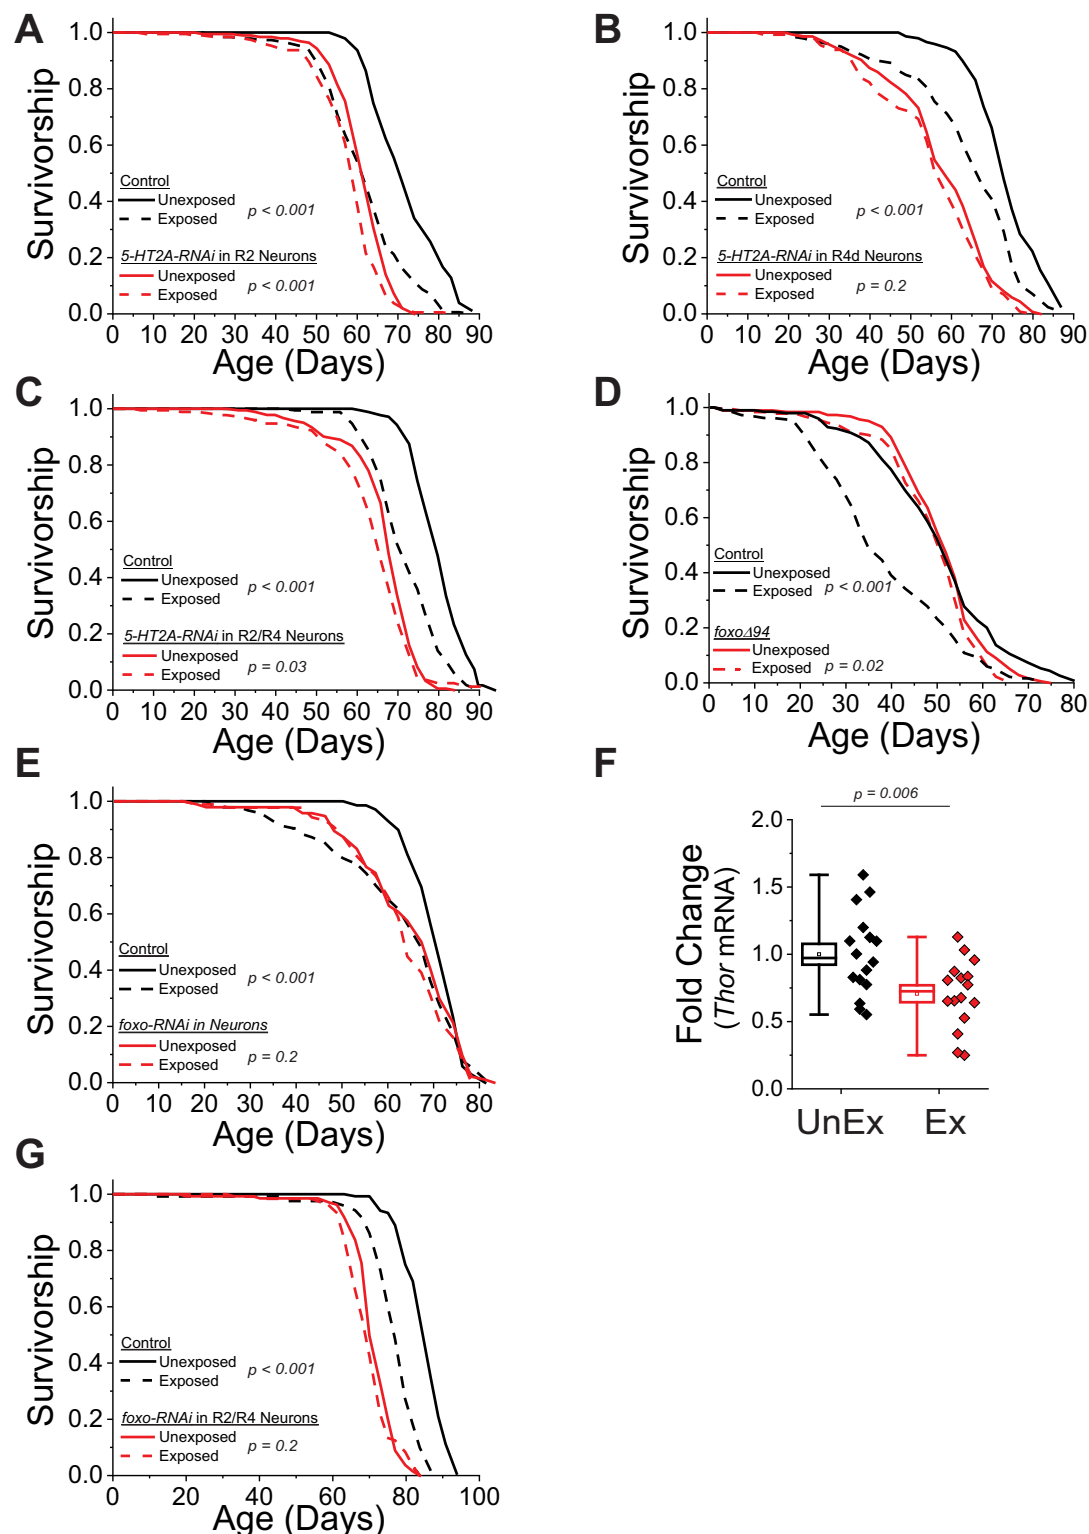 A
1.0
0.8
0.6
0.4
0.2
0.0
Survivorship
Control
Unexposed
Exposed
p < 0.001
5-HT2A-RNAi in R2 Neurons
Unexposed
Exposed
p < 0.001
0 10 20 30 40 50 60 70 80 90
Age (Days)
B
1.0
0.8
0.6
0.4
0.2
0.0
Survivorship
Control
Unexposed
Exposed
p < 0.001
5-HT2A-RNAi in R4d Neurons
Unexposed
Exposed
p = 0.2
0 10 20 30 40 50 60 70 80 90
Age (Days)
C
1.0
0.8
0.6
0.4
0.2
0.0
Survivorship
Control
Unexposed
Exposed
p < 0.001
5-HT2A-RNAi in R2/R4 Neurons
Unexposed
Exposed
p = 0.03
0 10 20 30 40 50 60 70 80 90
Age (Days)
D
1.0
0.8
0.6
0.4
0.2
0.0
Survivorship
Control
Unexposed
Exposed
p < 0.001
foxoΔ94
Unexposed
Exposed
p = 0.02
0 10 20 30 40 50 60 70 80
Age (Days)
E
1.0
0.8
0.6
0.4
0.2
0.0
Survivorship
Control
Unexposed
Exposed
p < 0.001
foxo-RNAi in Neurons
Unexposed
Exposed
p = 0.2
0 10 20 30 40 50 60 70 80
Age (Days)
F
p = 0.006
2.0
1.5
1.0
0.5
0.0
Fold Change
(Thor mRNA)
UnEx Ex
G
1.0
0.8
0.6
0.4
0.2
0.0
Survivorship
Control
Unexposed
Exposed
p < 0.001
foxo-RNAi in R2/R4 Neurons
Unexposed
Exposed
p = 0.2
0 20 40 60 80 100
Age (Days)